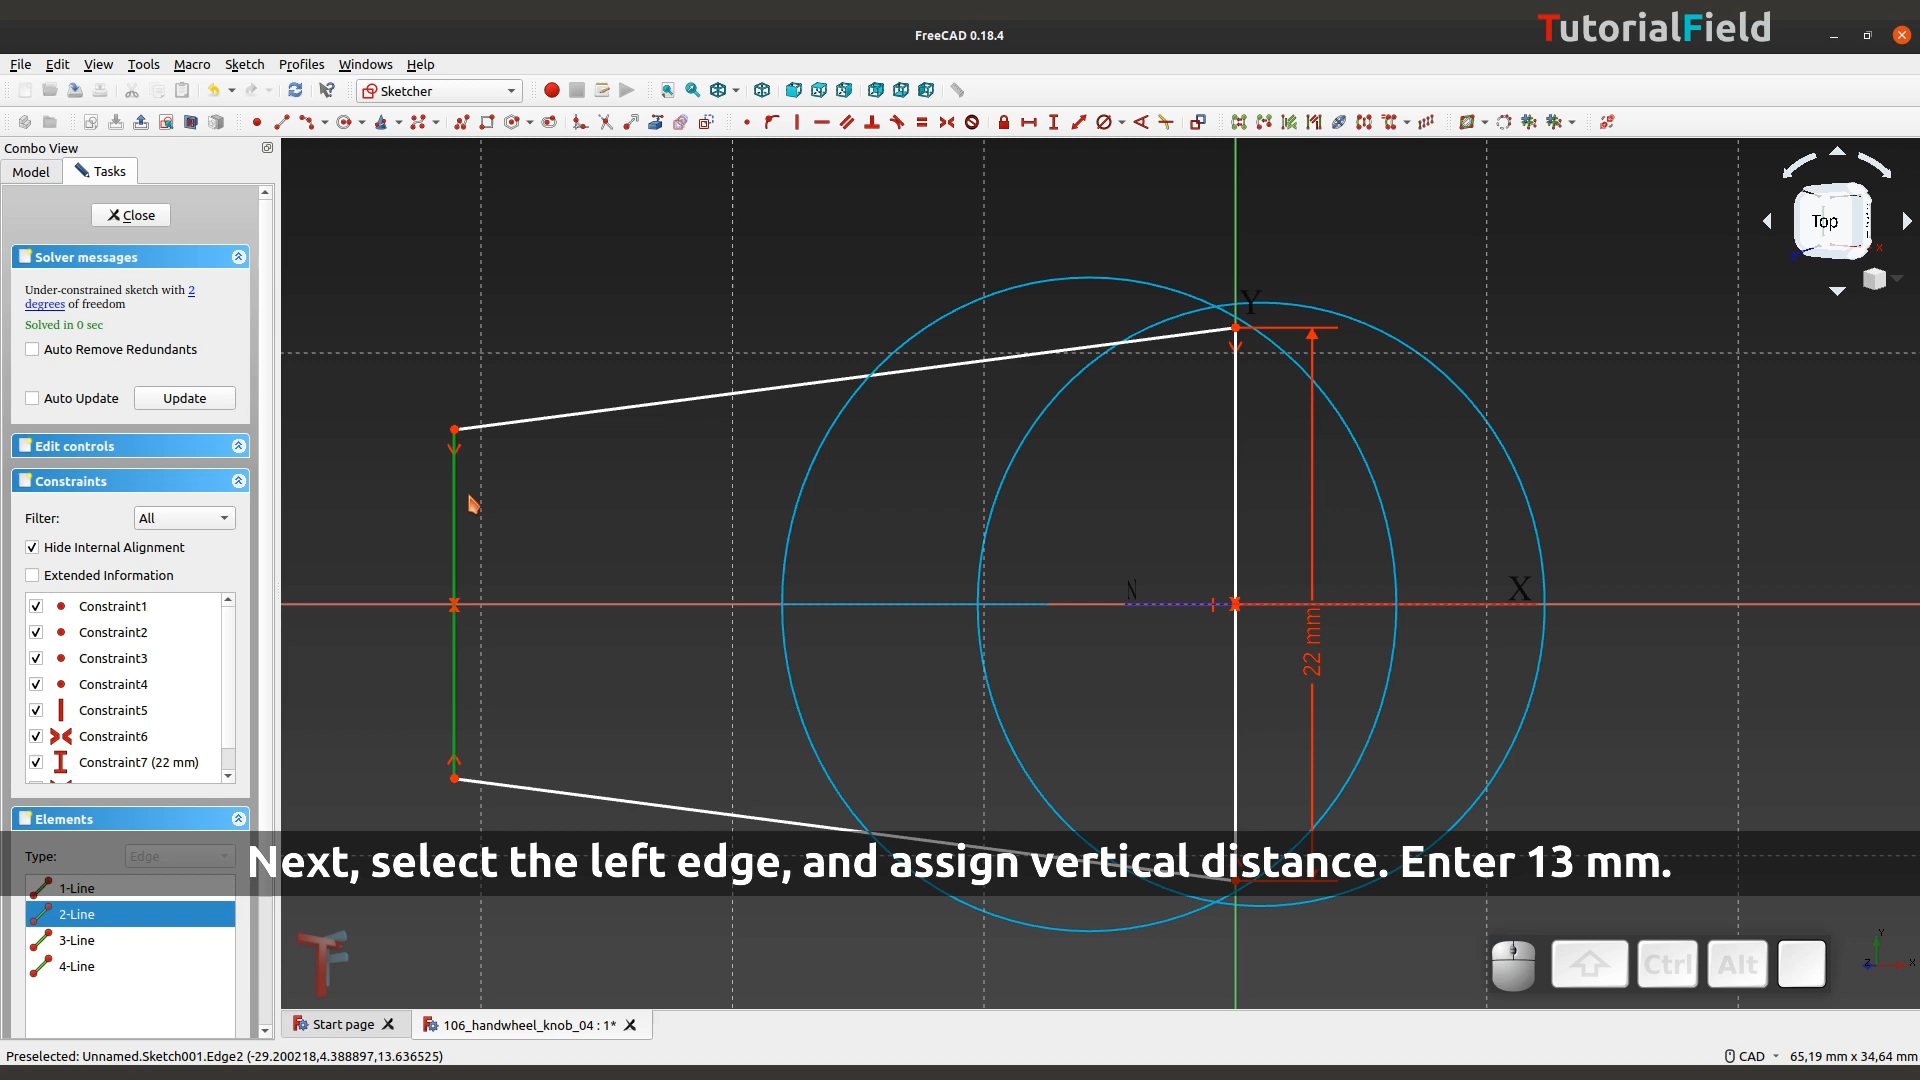 TutorialField
FreeCAD 0.18.4
File Edit View Tools Macro Sketch Profiles Windows Help
Sketcher
Combo View
Model Tasks
Close
Solver messages
Under-constrained sketch with 2
degrees of freedom
Solved in 0 sec
Auto Remove Redundants
Auto Update Update
Edit controls
Constraints
Filter: All
Hide Internal Alignment
Extended Information
Constraint1
Constraint2
Constraint3
Constraint4
Constraint5
Constraint6
Constraint7 (22 mm)
Elements
Type: Edge
1-Line
2-Line
3-Line
4-Line
Top
X
Y
X
22 mm
Next, select the left edge, and assign vertical distance. Enter 13 mm.
TF
Ctrl Alt
Y
Z X
Start page 106_handwheel_knob_04 : 1*
Preselected: Unnamed.Sketch001.Edge2 (-29.200218,4.388897,13.636525)
CAD 65,19 mm x 34,64 mm